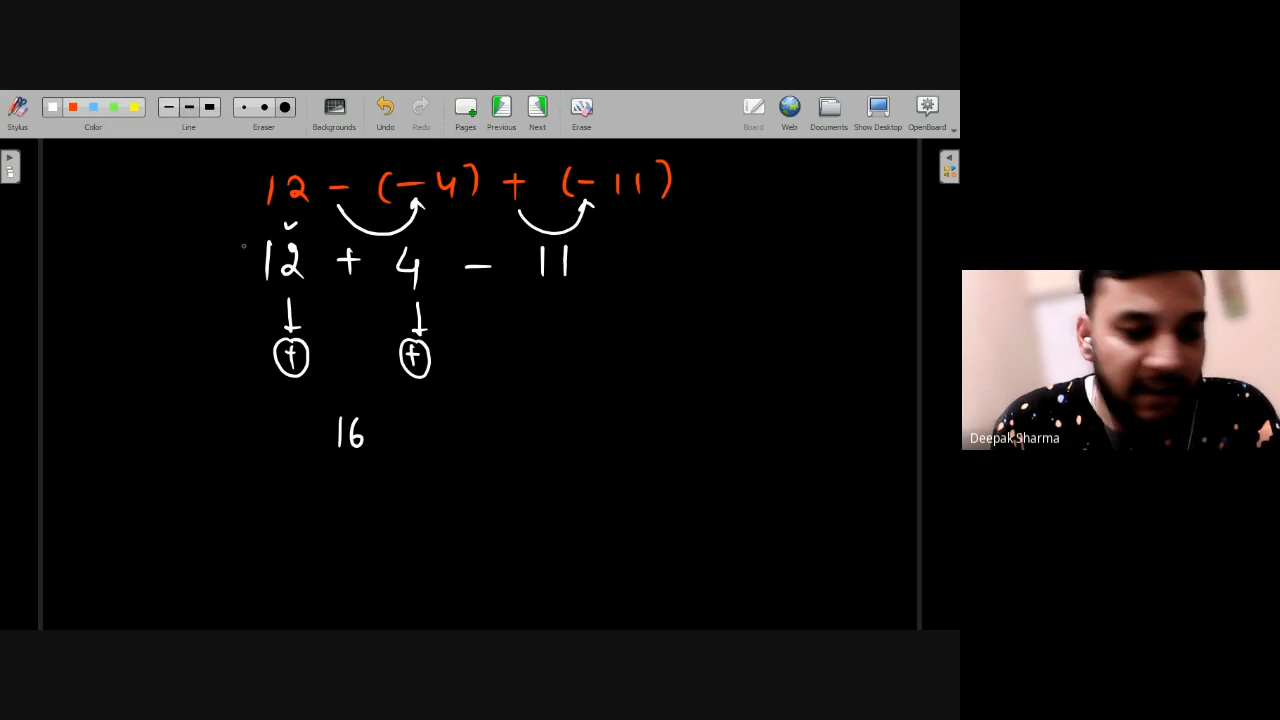 Stylus Color Line Eraser Backgrounds Undo Redo Pages Previous Next Erase Board Web Documents Show Desktop OpenBoard
12 - (-4) + (-11)
12 + 4 - 11
+ +
16
Deepak Sharma